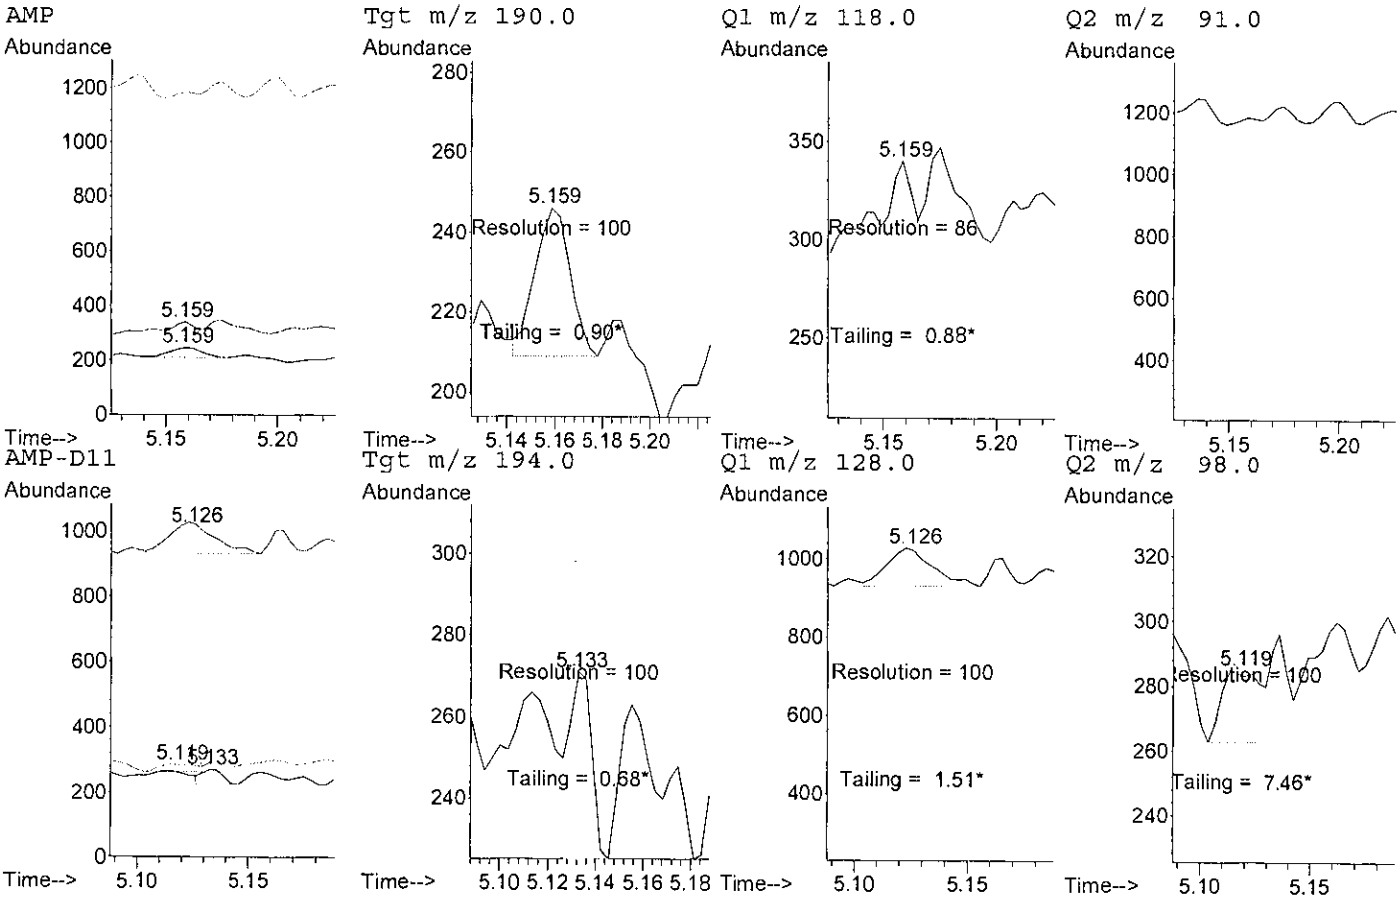 AMP
Abundance
1200
1000
800
600
400
200
0
5.159
5.159
5.15 5.20
Time-->
Tgt m/z 190.0
Abundance
280
260
240
220
200
5.159
Resolution = 100
Tailing = 0.90*
5.14 5.16 5.18 5.20
Time-->
Q1 m/z 118.0
Abundance
350
300
250
5.159
Resolution = 86
Tailing = 0.88*
5.15 5.20
Time-->
Q2 m/z 91.0
Abundance
1200
1000
800
600
400
5.15 5.20
Time-->
AMP-D11
Abundance
1000
800
600
400
200
0
5.126
5.119 5.133
5.10 5.15
Time-->
Tgt m/z 194.0
Abundance
300
280
260
240
5.133
Resolution = 100
Tailing = 0.68*
5.10 5.12 5.14 5.16 5.18
Time-->
Q1 m/z 128.0
Abundance
1000
800
600
400
5.126
Resolution = 100
Tailing = 1.51*
5.10 5.15
Time-->
Q2 m/z 98.0
Abundance
320
300
280
260
240
5.119
Resolution = 100
Tailing = 7.46*
5.10 5.15
Time-->